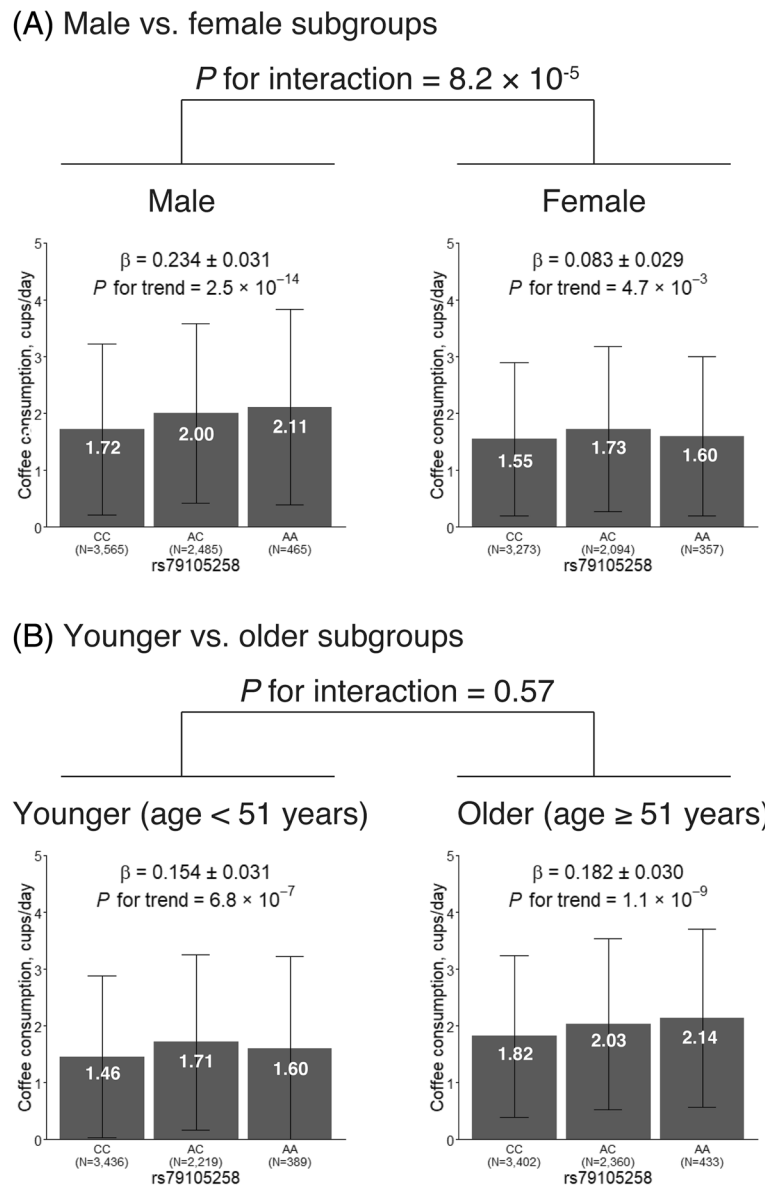 (A) Male vs. female subgroups
P for interaction = 8.2 × 10-5
Male
Female
β = 0.234 ± 0.031
P for trend = 2.5 × 10−14
Coffee consumption, cups/day
5
4
3
2
1
0
1.72
2.00
2.11
CC
AC
AA
(N=3,565)
(N=2,485)
(N=465)
rs79105258
β = 0.083 ± 0.029
P for trend = 4.7 × 10−3
Coffee consumption, cups/day
5
4
3
2
1
0
1.55
1.73
1.60
CC
AC
AA
(N=3,273)
(N=2,094)
(N=357)
rs79105258
(B) Younger vs. older subgroups
P for interaction = 0.57
Younger (age < 51 years)
Older (age ≥ 51 years)
β = 0.154 ± 0.031
P for trend = 6.8 × 10−7
Coffee consumption, cups/day
5
4
3
2
1
0
1.46
1.71
1.60
CC
AC
AA
(N=3,436)
(N=2,219)
(N=389)
rs79105258
β = 0.182 ± 0.030
P for trend = 1.1 × 10−9
Coffee consumption, cups/day
5
4
3
2
1
0
1.82
2.03
2.14
CC
AC
AA
(N=3,402)
(N=2,360)
(N=433)
rs79105258